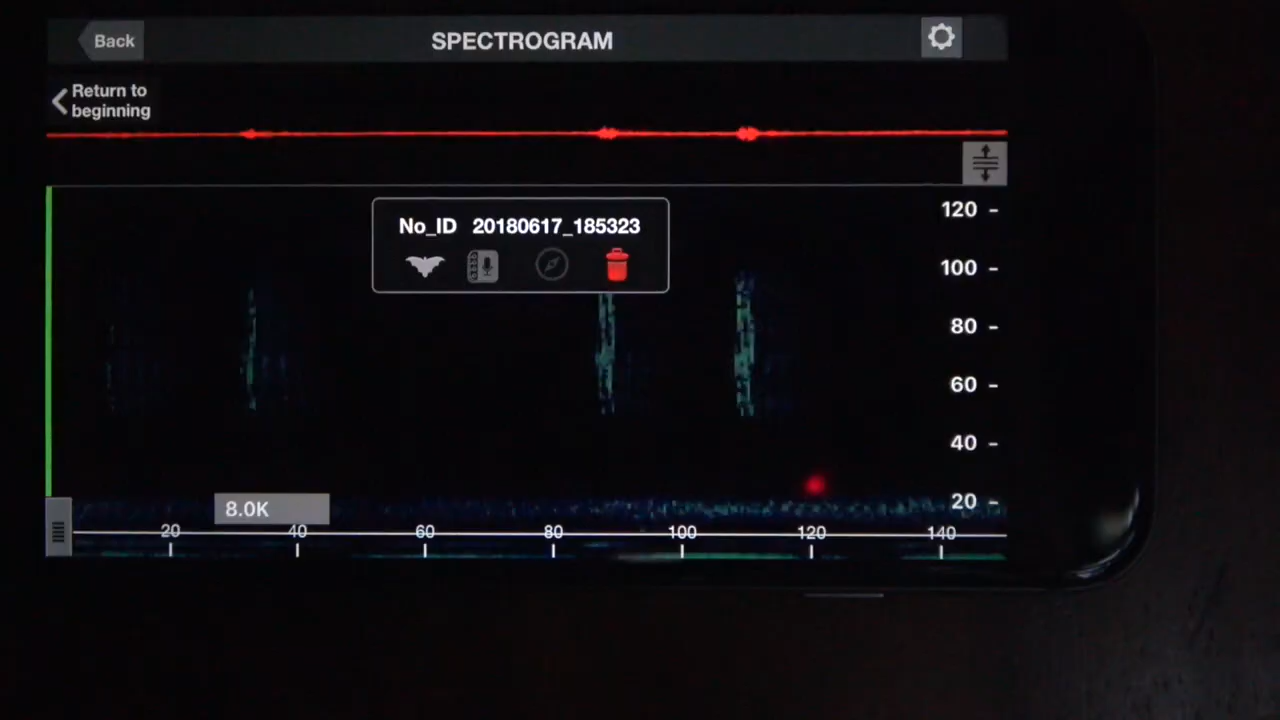 Back
SPECTROGRAM
Return to
beginning
No_ID 20180617_185323
120 -
100 -
80 -
60 -
40 -
20 -
8.0K
20 40 60 80 100 120 140